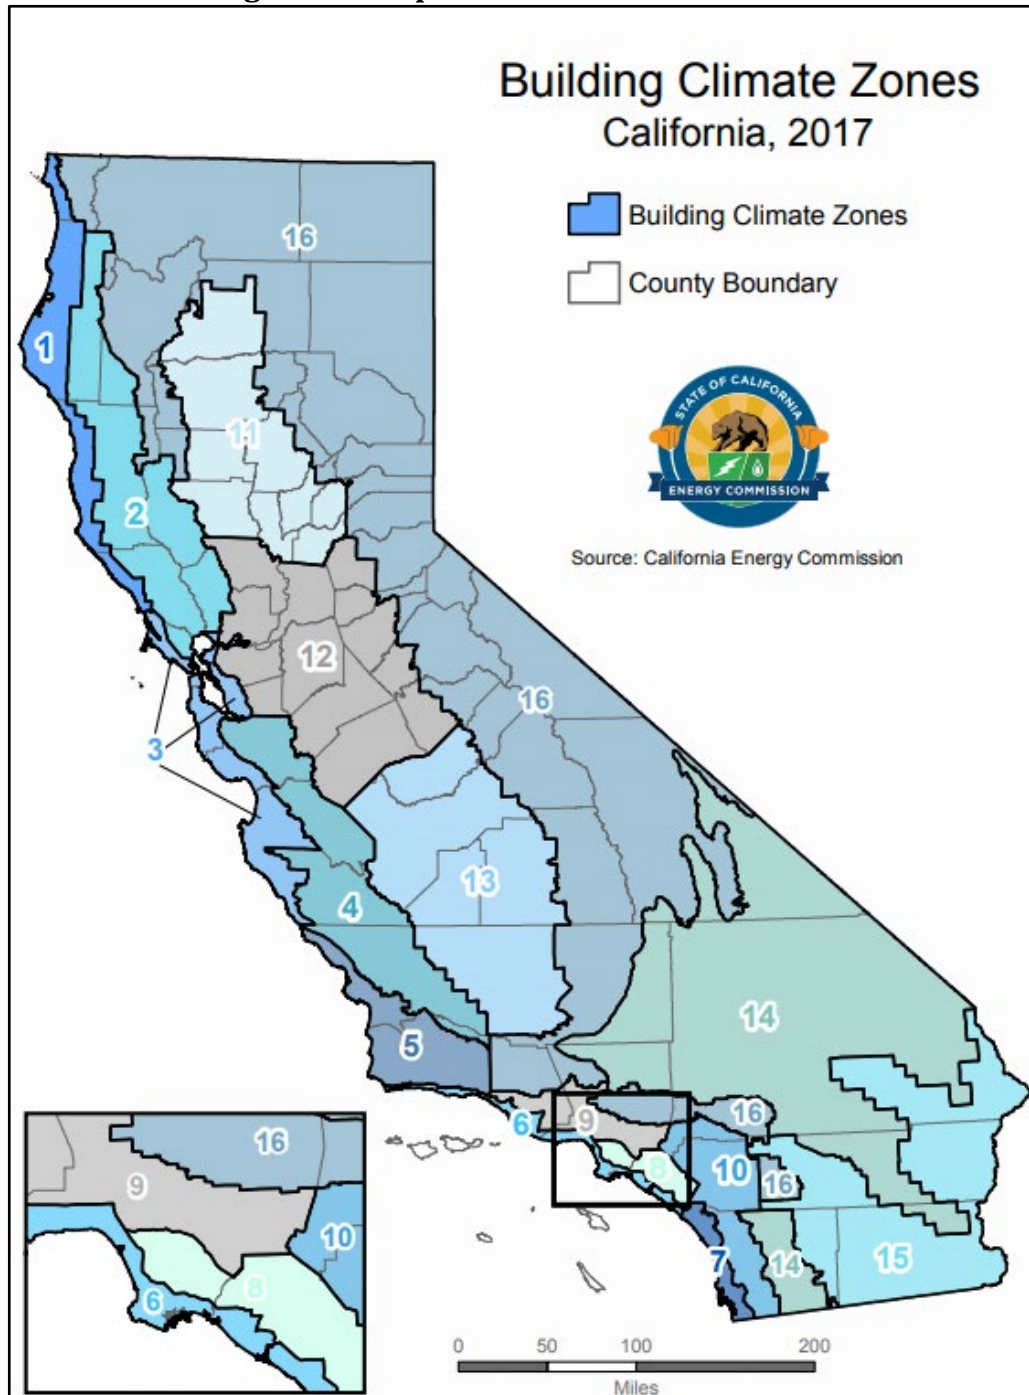 Building Climate Zones
California, 2017
Building Climate Zones
County Boundary
STATE OF CALIFORNIA
ENERGY COMMISSION
Source: California Energy Commission
16
1
11
2
12
16
3
13
4
14
5
6
9
16
8
10
16
7
14
15
16
9
10
8
6
0 50 100 200
Miles